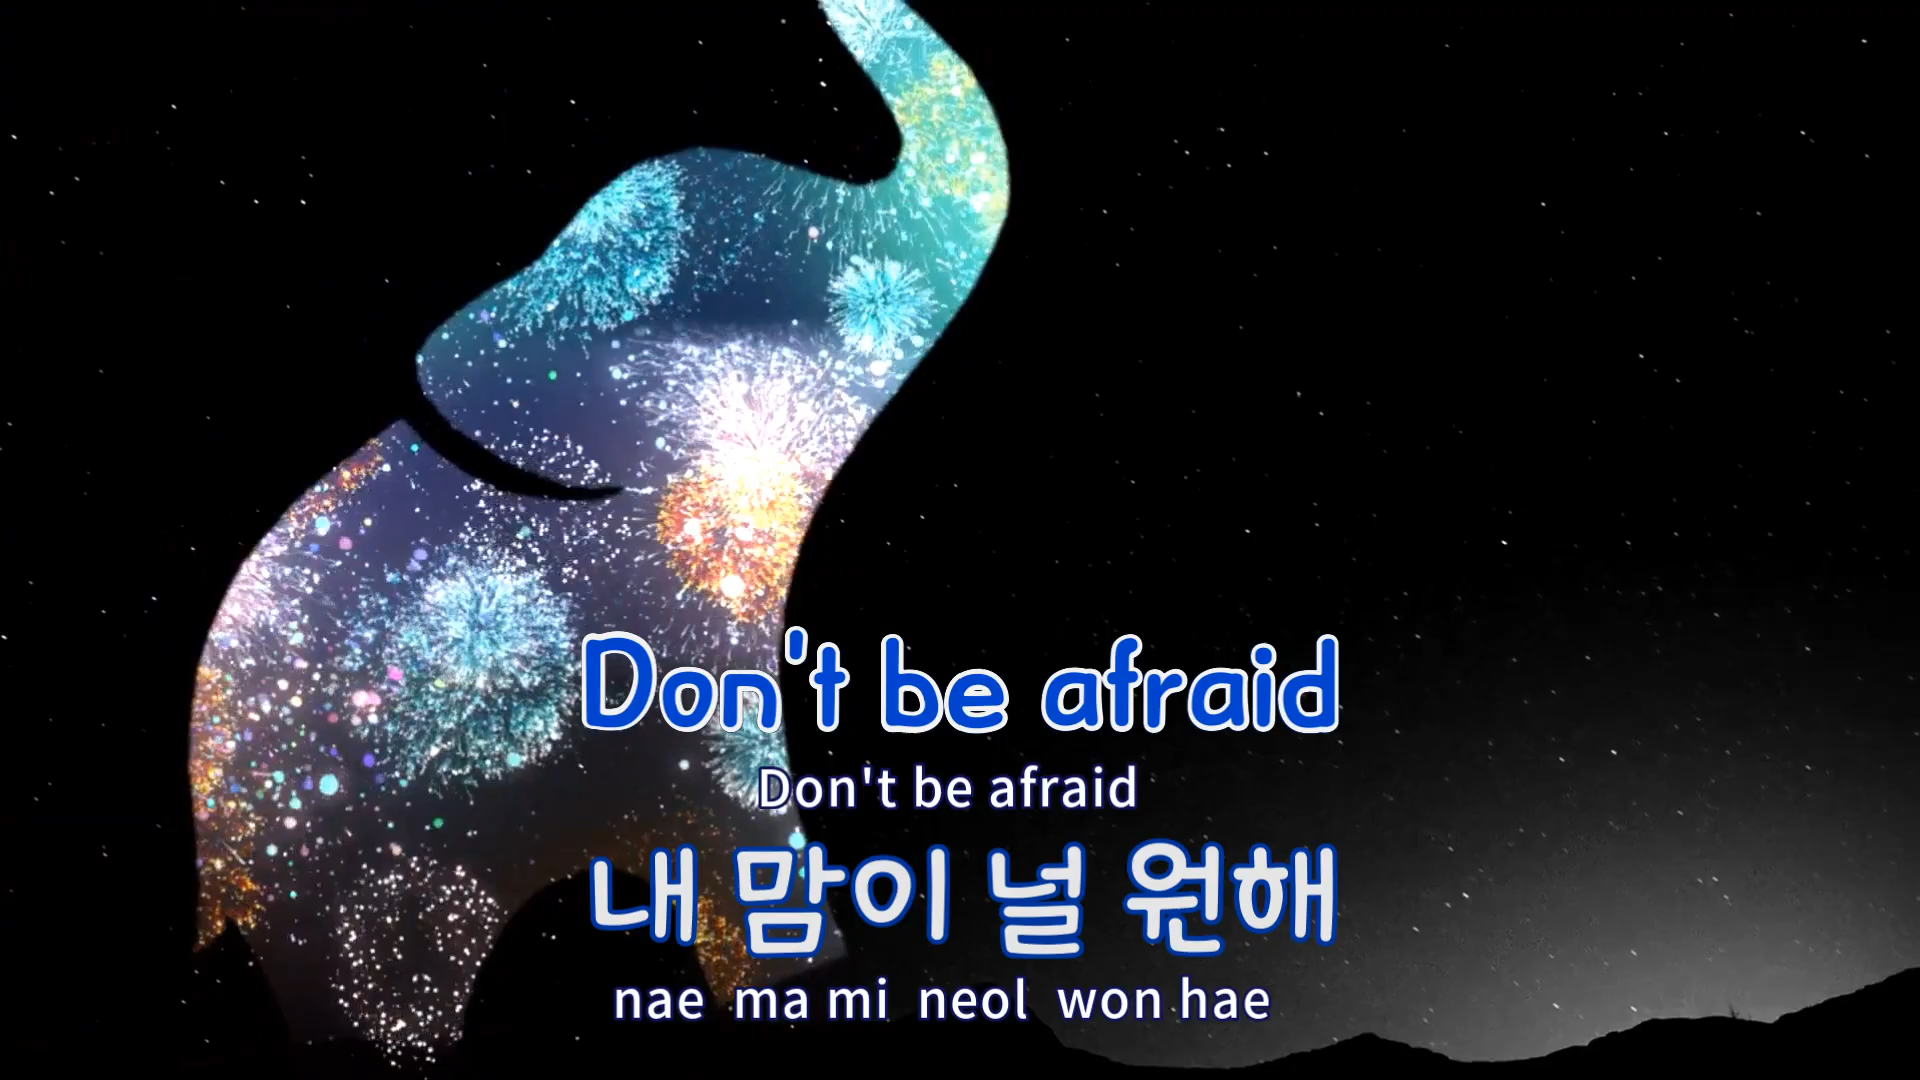 Don't be afraid
Don't be afraid
내 맘이 널 원해
nae ma mi neol won hae